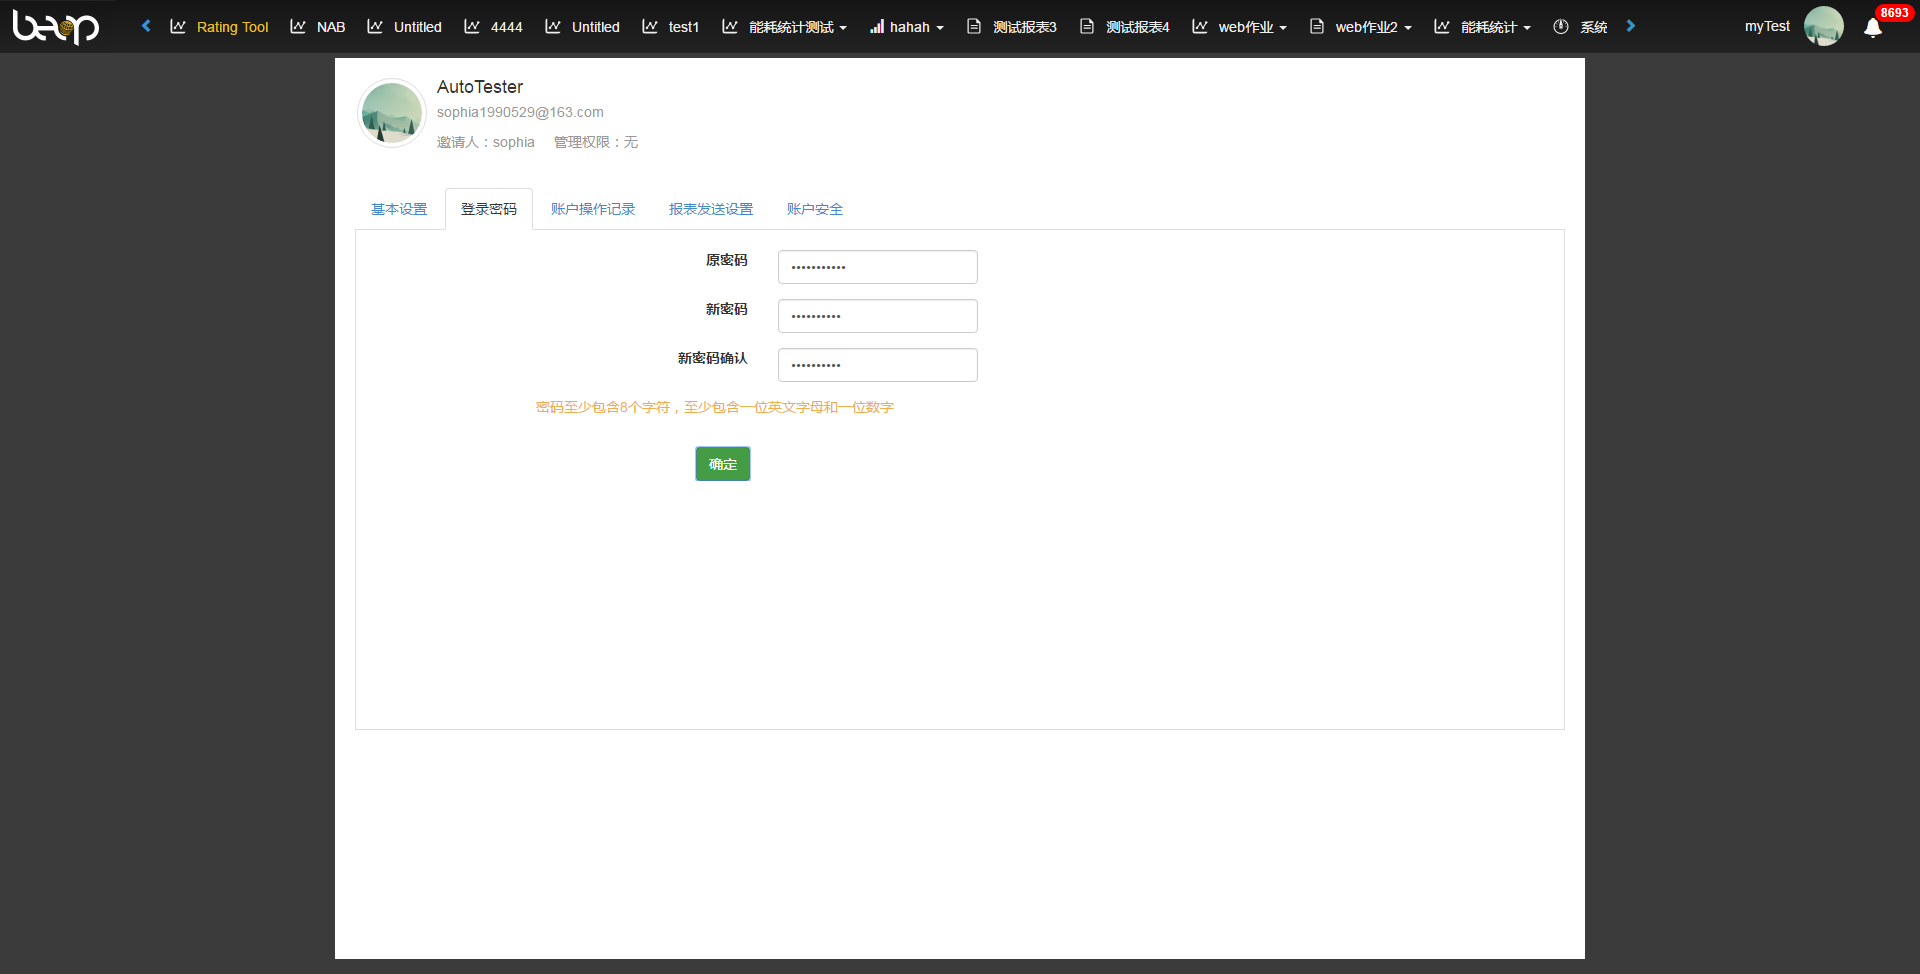 beop Rating Tool NAB Untitled 4444 Untitled test1 能耗统计测试 hahah 测试报表3 测试报表4 web作业 web作业2 能耗统计 系统 myTest 8693
AutoTester
sophia1990529@163.com
邀请人：sophia 管理权限：无
基本设置 登录密码 账户操作记录 报表发送设置 账户安全
原密码 •••••••••••
新密码 ••••••••••
新密码确认 ••••••••••
密码至少包含8个字符，至少包含一位英文字母和一位数字
确定